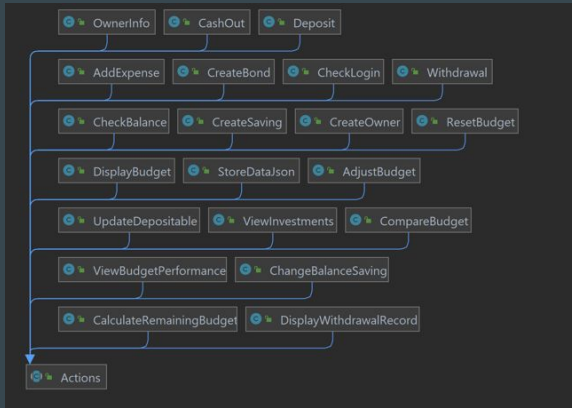 OwnerInfo CashOut Deposit
AddExpense CreateBond CheckLogin Withdrawal
CheckBalance CreateSaving CreateOwner ResetBudget
DisplayBudget StoreDataJson AdjustBudget
UpdateDepositable ViewInvestments CompareBudget
ViewBudgetPerformance ChangeBalanceSaving
CalculateRemainingBudget DisplayWithdrawalRecord
Actions